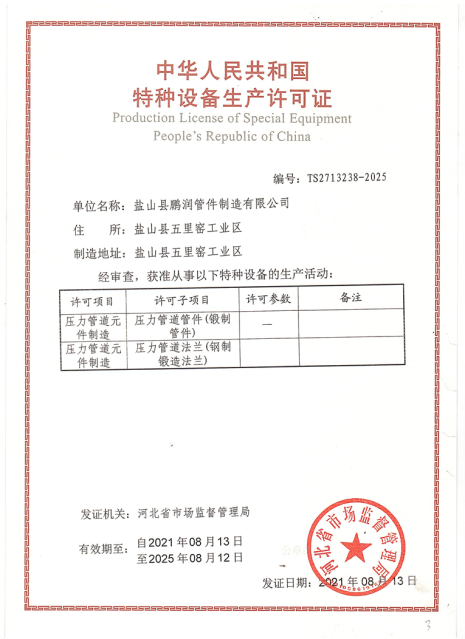 中华人民共和国
特种设备生产许可证
Production License of Special Equipment
People's Republic of China
编号：TS2713238-2025
单位名称：盐山县鹏润管件制造有限公司
住　　所：盐山县五里窑工业区
制造地址：盐山县五里窑工业区
经审查，获准从事以下特种设备的生产活动：
许可项目 许可子项目 许可参数 备注
压力管道元 压力管道管件(锻制 —
件制造 管件)
压力管道元 压力管道法兰(钢制
件制造 锻造法兰)
发证机关：河北省市场监督管理局
有效期至：自2021年08月13日
至2025年08月12日
河北省市场监督管理局
发证日期：2021年08月13日
3